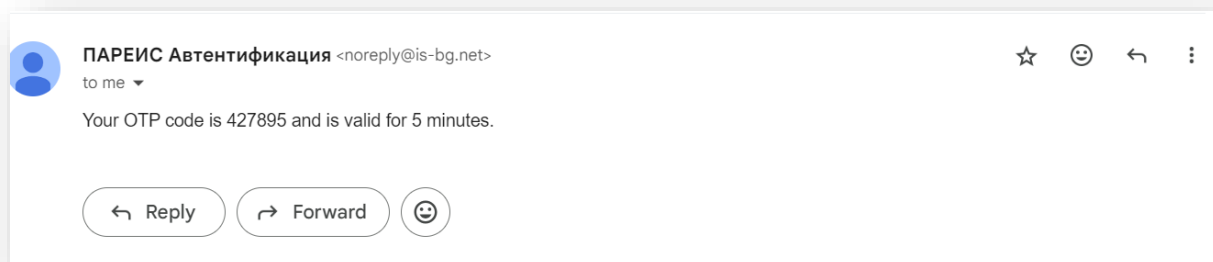 ПАРЕИС Автентификация <noreply@is-bg.net>
to me
Your OTP code is 427895 and is valid for 5 minutes.
Reply Forward